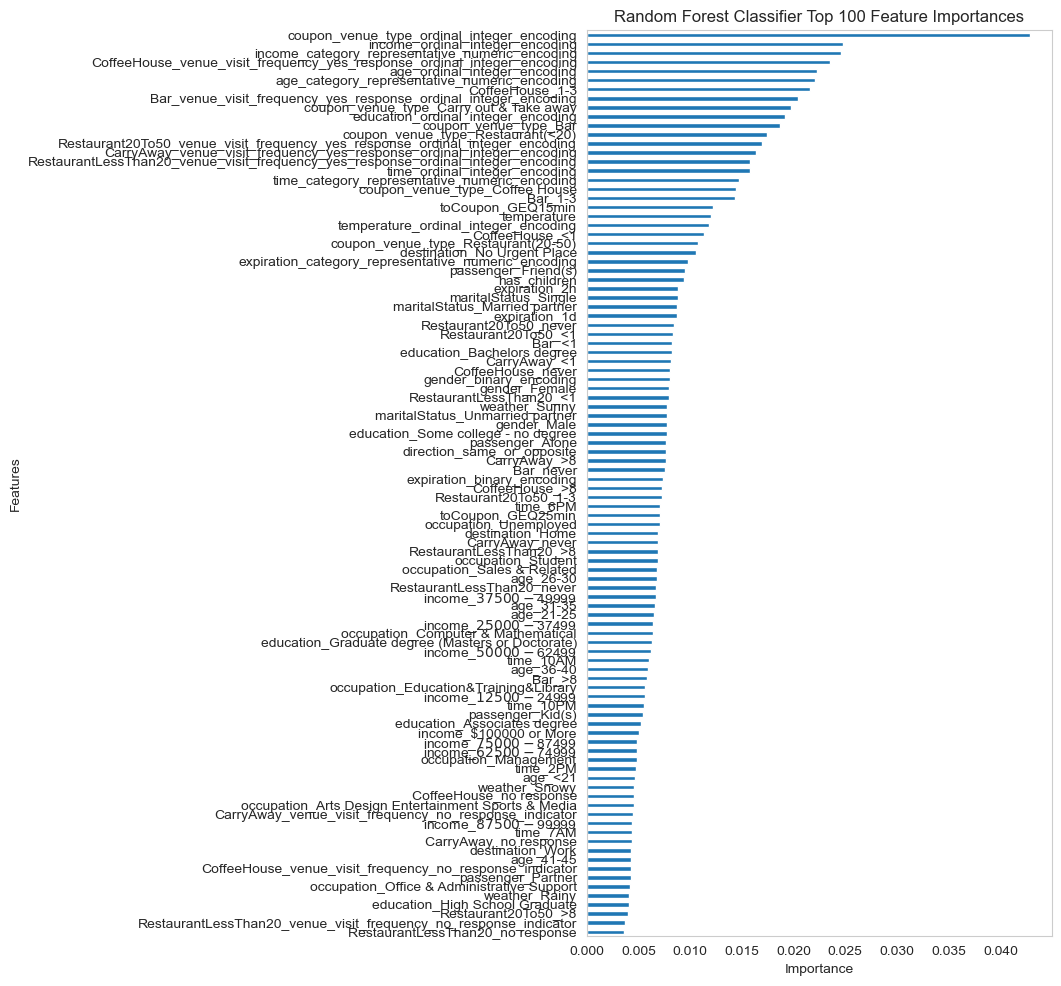 Random Forest Classifier Top 100 Feature Importances
coupon_venue_type_ordinal_integer_encoding
income_ordinal_integer_encoding
income_category_representative_numeric_encoding
CoffeeHouse_venue_visit_frequency_yes_response_ordinal_integer_encoding
age_ordinal_integer_encoding
age_category_representative_numeric_encoding
CoffeeHouse_1-3
Bar_venue_visit_frequency_yes_response_ordinal_integer_encoding
coupon_venue_type_Carry out & Take away
education_ordinal_integer_encoding
coupon_venue_type_Bar
coupon_venue_type_Restaurant(<20)
Restaurant20To50_venue_visit_frequency_yes_response_ordinal_integer_encoding
CarryAway_venue_visit_frequency_yes_response_ordinal_integer_encoding
RestaurantLessThan20_venue_visit_frequency_yes_response_ordinal_integer_encoding
time_ordinal_integer_encoding
time_category_representative_numeric_encoding
coupon_venue_type_Coffee House
Bar_1-3
toCoupon_GEQ15min
temperature
temperature_ordinal_integer_encoding
CoffeeHouse_<1
coupon_venue_type_Restaurant(20-50)
destination_No Urgent Place
expiration_category_representative_numeric_encoding
passenger_Friend(s)
has_children
expiration_2h
maritalStatus_Single
maritalStatus_Married partner
expiration_1d
Restaurant20To50_never
Restaurant20To50_<1
Bar_<1
education_Bachelors degree
CarryAway_<1
CoffeeHouse_never
gender_binary_encoding
gender_Female
RestaurantLessThan20_<1
weather_Sunny
maritalStatus_Unmarried partner
gender_Male
education_Some college - no degree
passenger_Alone
direction_same_or_opposite
CarryAway_>8
Bar_never
expiration_binary_encoding
CoffeeHouse_>8
Restaurant20To50_1-3
time_6PM
toCoupon_GEQ25min
occupation_Unemployed
destination_Home
CarryAway_never
RestaurantLessThan20_>8
occupation_Student
occupation_Sales & Related
age_26-30
RestaurantLessThan20_never
income_37500 − 49999
age_31-35
age_21-25
income_25000 − 37499
occupation_Computer & Mathematical
education_Graduate degree (Masters or Doctorate)
income_50000 − 62499
time_10AM
age_36-40
Bar_>8
occupation_Education&Training&Library
income_12500 − 24999
time_10PM
passenger_Kid(s)
education_Associates degree
income_$100000 or More
income_75000 − 87499
income_62500 − 74999
occupation_Management
time_2PM
age_<21
weather_Snowy
CoffeeHouse_no response
occupation_Arts Design Entertainment Sports & Media
CarryAway_venue_visit_frequency_no_response_indicator
income_87500 − 99999
time_7AM
CarryAway_no response
destination_Work
age_41-45
CoffeeHouse_venue_visit_frequency_no_response_indicator
passenger_Partner
occupation_Office & Administrative Support
weather_Rainy
education_High School Graduate
Restaurant20To50_>8
RestaurantLessThan20_venue_visit_frequency_no_response_indicator
RestaurantLessThan20_no response
Features
0.000 0.005 0.010 0.015 0.020 0.025 0.030 0.035 0.040
Importance